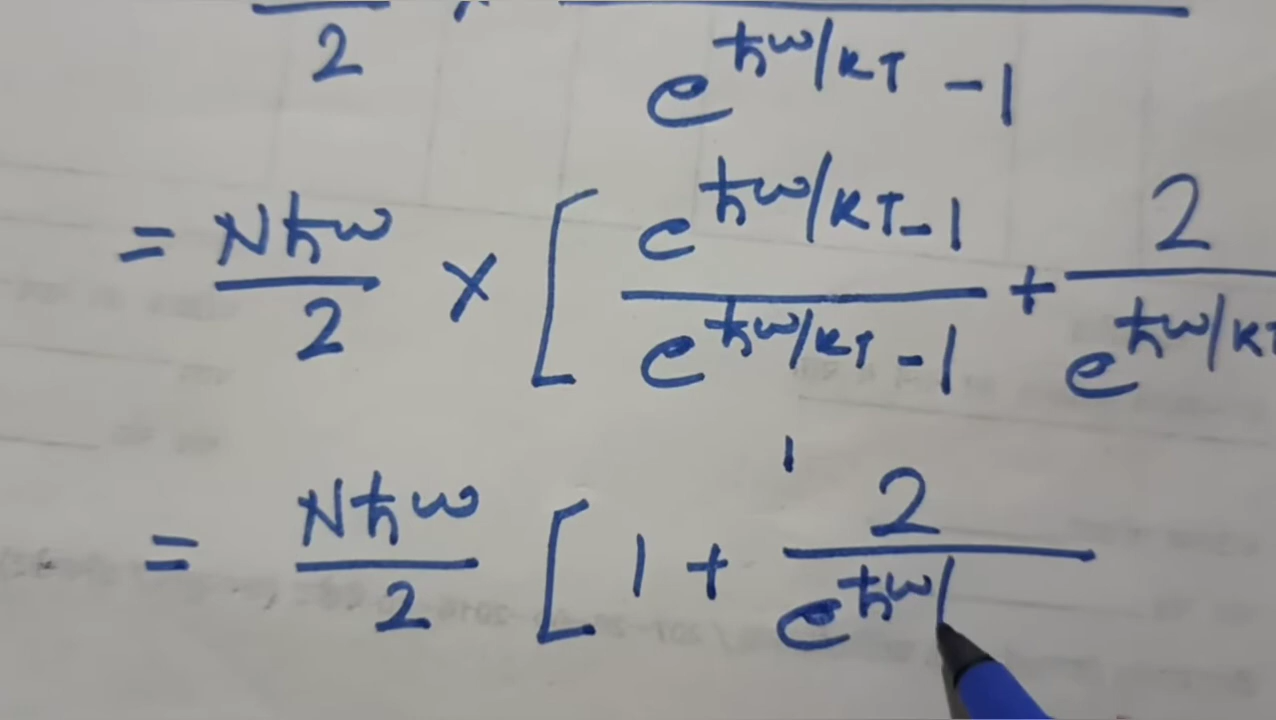 2
e^ħω/KT - 1
= Nħω/2 × [ e^ħω/KT - 1 / e^ħω/KT - 1 + 2 / e^ħω/KT
= Nħω/2 [ 1 + 2 / e^ħω/